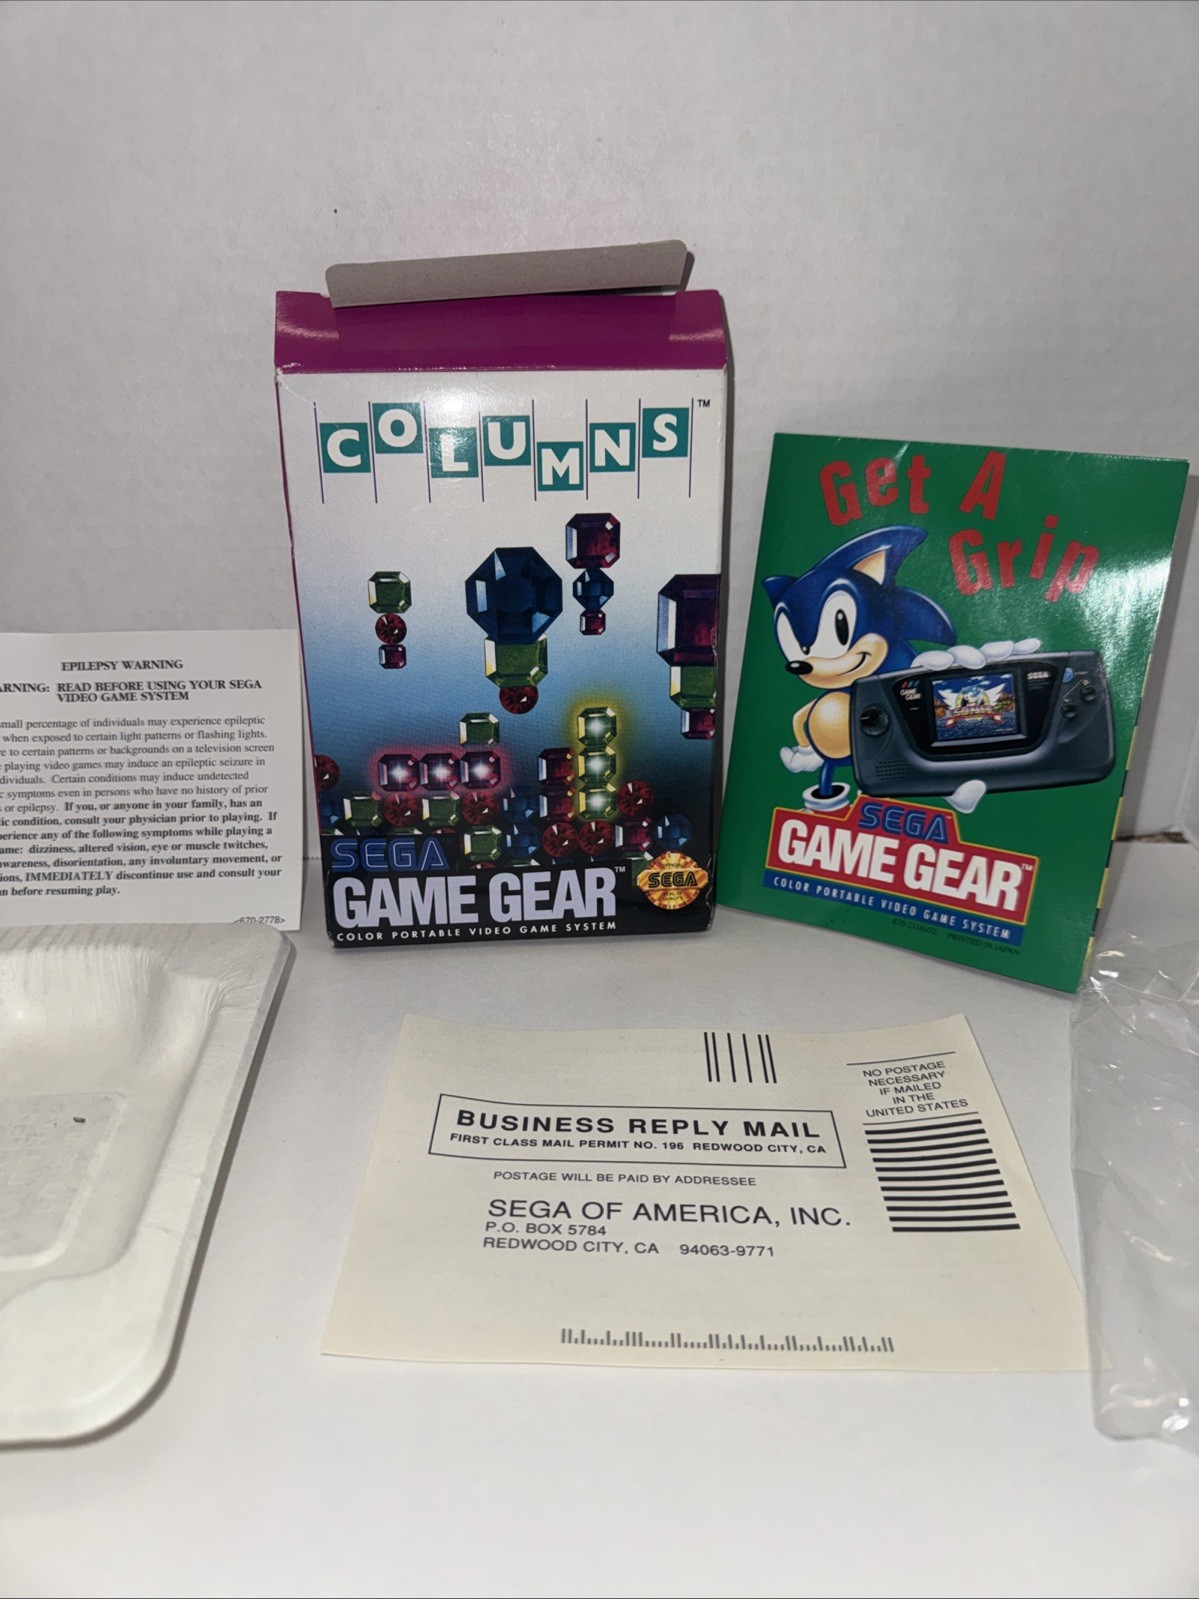 COLUMNS™
SEGA
GAME GEAR™
COLOR PORTABLE VIDEO GAME SYSTEM
SEGA
Get A
Grip
GAME GEAR
SEGA
SEGA™
GAME GEAR™
COLOR PORTABLE VIDEO GAME SYSTEM
PRINTED IN JAPAN
EPILEPSY WARNING
READ BEFORE USING YOUR SEGA
VIDEO GAME SYSTEM
small percentage of individuals may experience epileptic
when exposed to certain light patterns or flashing lights.
to certain patterns or backgrounds on a television screen
playing video games may induce an epileptic seizure in
Certain conditions may induce undetected
symptoms even in persons who have no history of prior
or epilepsy. If you, or anyone in your family, has an
condition, consult your physician prior to playing. If
any of the following symptoms while playing a
dizziness, altered vision, eye or muscle twitches,
disorientation, any involuntary movement, or
IMMEDIATELY discontinue use and consult your
before resuming play.
<670-2778>
NO POSTAGE
NECESSARY
IF MAILED
IN THE
UNITED STATES
BUSINESS REPLY MAIL
FIRST CLASS MAIL PERMIT NO. 196 REDWOOD CITY, CA
POSTAGE WILL BE PAID BY ADDRESSEE
SEGA OF AMERICA, INC.
P.O. BOX 5784
REDWOOD CITY, CA 94063-9771